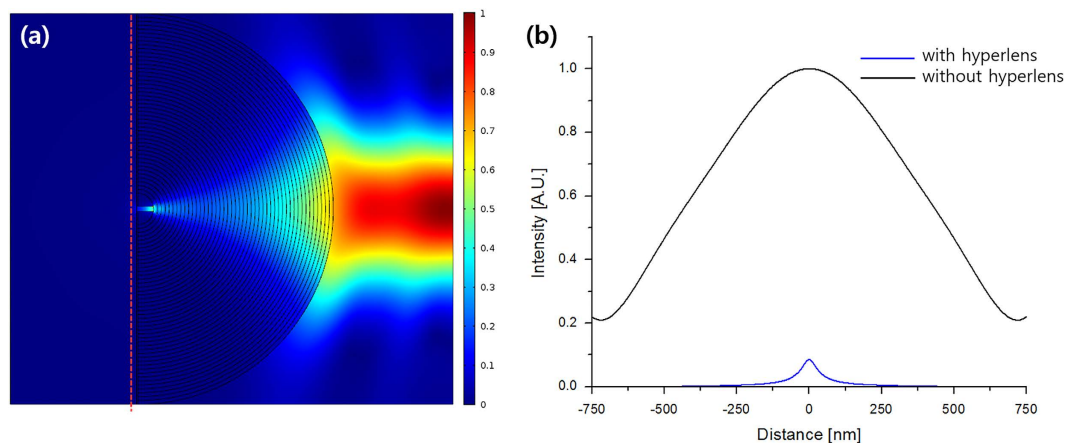 (a)
1
0.9
0.8
0.7
0.6
0.5
0.4
0.3
0.2
0.1
0
(b)
with hyperlens
without hyperlens
1.0
0.8
0.6
0.4
0.2
0.0
Intensity [A.U.]
-750 -500 -250 0 250 500 750
Distance [nm]